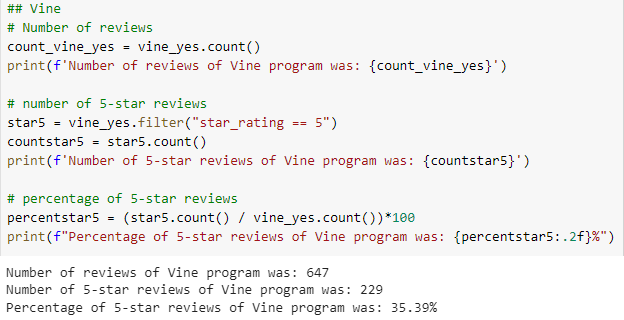 ## Vine
# Number of reviews
count_vine_yes = vine_yes.count()
print(f'Number of reviews of Vine program was: {count_vine_yes}')
# number of 5-star reviews
star5 = vine_yes.filter("star_rating == 5")
countstar5 = star5.count()
print(f'Number of 5-star reviews of Vine program was: {countstar5}')
# percentage of 5-star reviews
percentstar5 = (star5.count() / vine_yes.count())*100
print(f"Percentage of 5-star reviews of Vine program was: {percentstar5:.2f}%")
Number of reviews of Vine program was: 647
Number of 5-star reviews of Vine program was: 229
Percentage of 5-star reviews of Vine program was: 35.39%